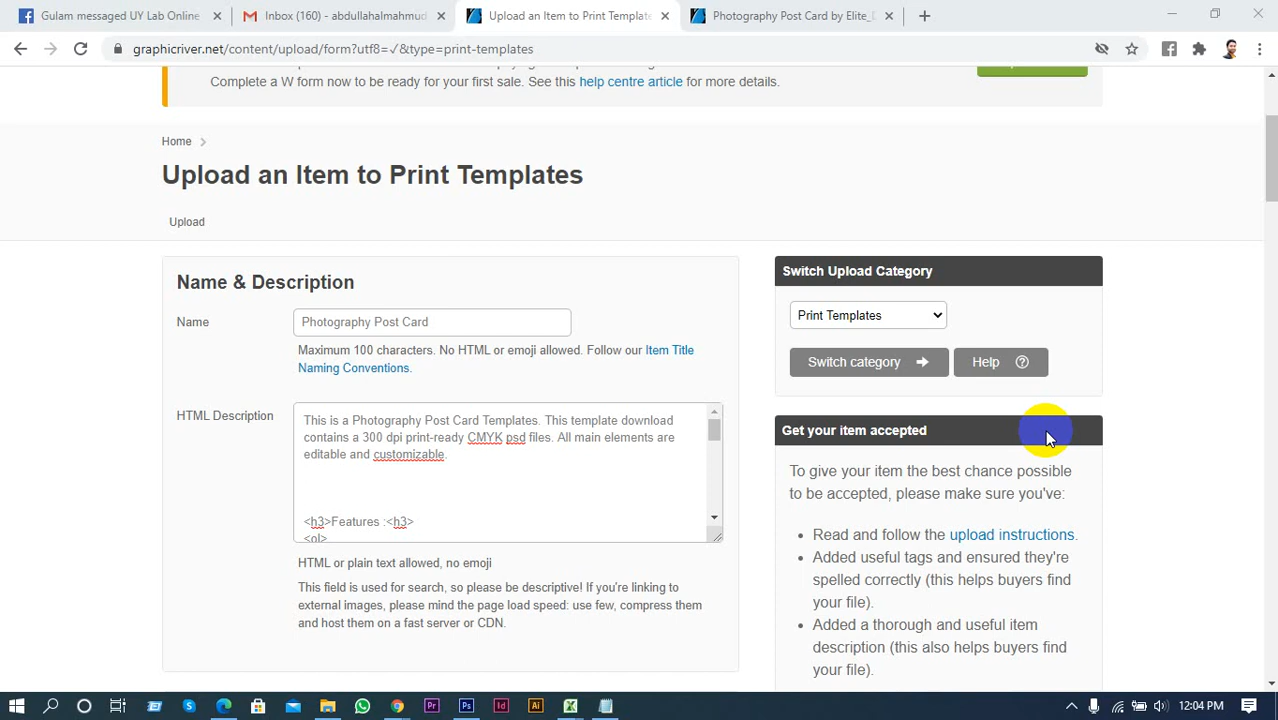 Gulam messaged UY Lab Online
Inbox (160) - abdullahalmahmud
Upload an Item to Print Template
Photography Post Card by Elite_
graphicriver.net/content/upload/form?utf8=✓&type=print-templates
Complete a W form now to be ready for your first sale. See this help centre article for more details.
Home
Upload an Item to Print Templates
Upload
Name & Description
Name
Photography Post Card
Maximum 100 characters. No HTML or emoji allowed. Follow our Item Title
Naming Conventions.
HTML Description
This is a Photography Post Card Templates. This template download
contains a 300 dpi print-ready CMYK psd files. All main elements are
editable and customizable.
<h3>Features :<h3>
<ol>
HTML or plain text allowed, no emoji
This field is used for search, so please be descriptive! If you're linking to
external images, please mind the page load speed: use few, compress them
and host them on a fast server or CDN.
Switch Upload Category
Print Templates
Switch category
Help
Get your item accepted
To give your item the best chance possible
to be accepted, please make sure you've:
• Read and follow the upload instructions.
• Added useful tags and ensured they're
spelled correctly (this helps buyers find
your file).
• Added a thorough and useful item
description (this also helps buyers find
your file).
Pr
Ps
Id
Ai
12:04 PM